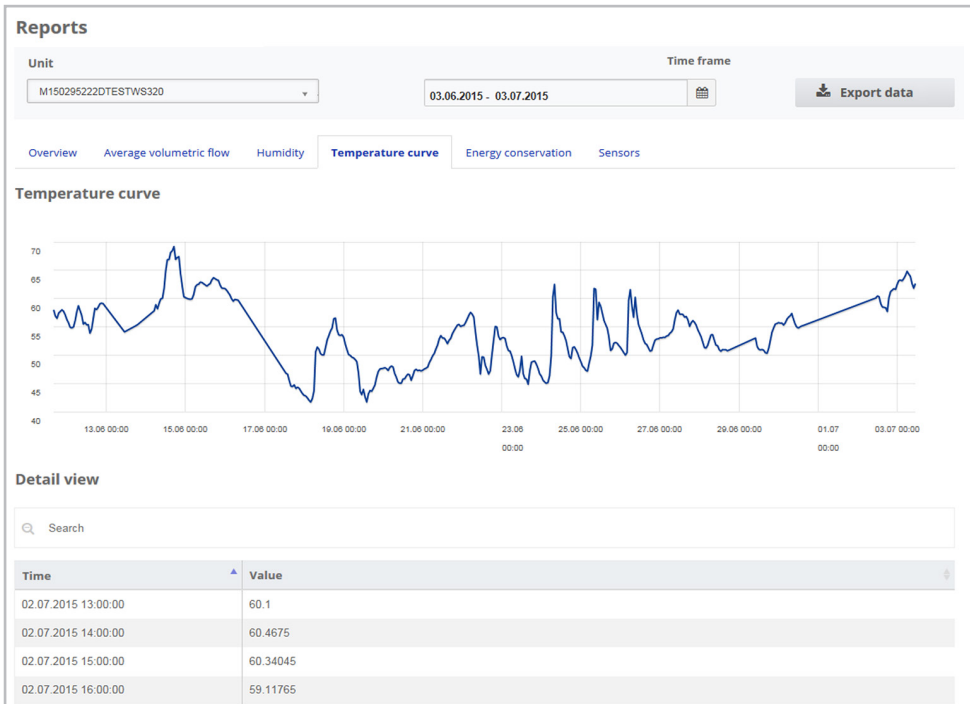 Reports
Unit
Time frame
M150295222DTESTWS320
03.06.2015 - 03.07.2015
Export data
Overview Average volumetric flow Humidity Temperature curve Energy conservation Sensors
Temperature curve
70
65
60
55
50
45
40
13.06 00:00 15.06 00:00 17.06 00:00 19.06 00:00 21.06 00:00 23.06 00:00 25.06 00:00 27.06 00:00 29.06 00:00 01.07 00:00 03.07 00:00
Detail view
Search
Time Value
02.07.2015 13:00:00 60.1
02.07.2015 14:00:00 60.4675
02.07.2015 15:00:00 60.34045
02.07.2015 16:00:00 59.11765